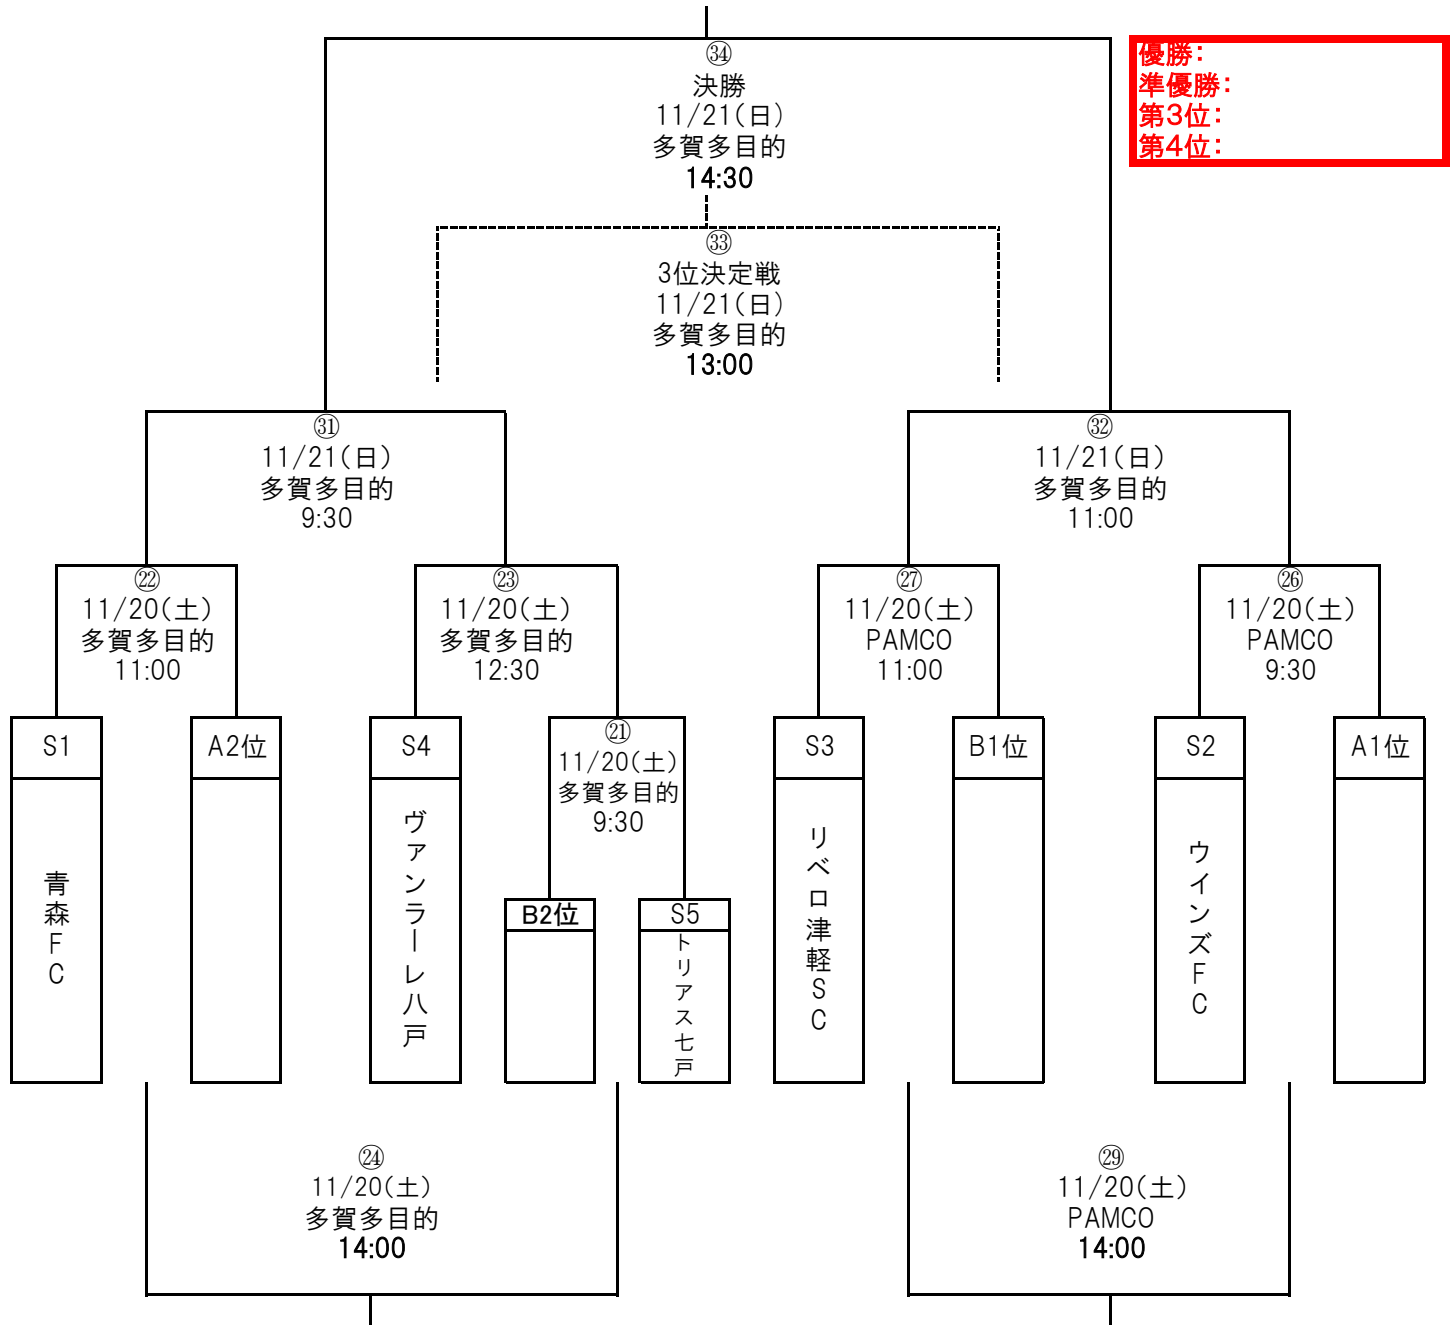 ㉞
決勝
11/21(日)
多賀多目的
14:30
優勝:
準優勝:
第3位:
第4位:
㉝
3位決定戦
11/21(日)
多賀多目的
13:00
㉛
11/21(日)
多賀多目的
9:30
㉜
11/21(日)
多賀多目的
11:00
㉒
11/20(土)
多賀多目的
11:00
㉓
11/20(土)
多賀多目的
12:30
㉗
11/20(土)
PAMCO
11:00
㉖
11/20(土)
PAMCO
9:30
S1
A2位
S4
㉑
11/20(土)
多賀多目的
9:30
S3
B1位
S2
A1位
青森FC
ヴァンラーレ八戸
B2位
S5
トリアス七戸
リベロ津軽SC
ウインズFC
㉔
11/20(土)
多賀多目的
14:00
㉙
11/20(土)
PAMCO
14:00